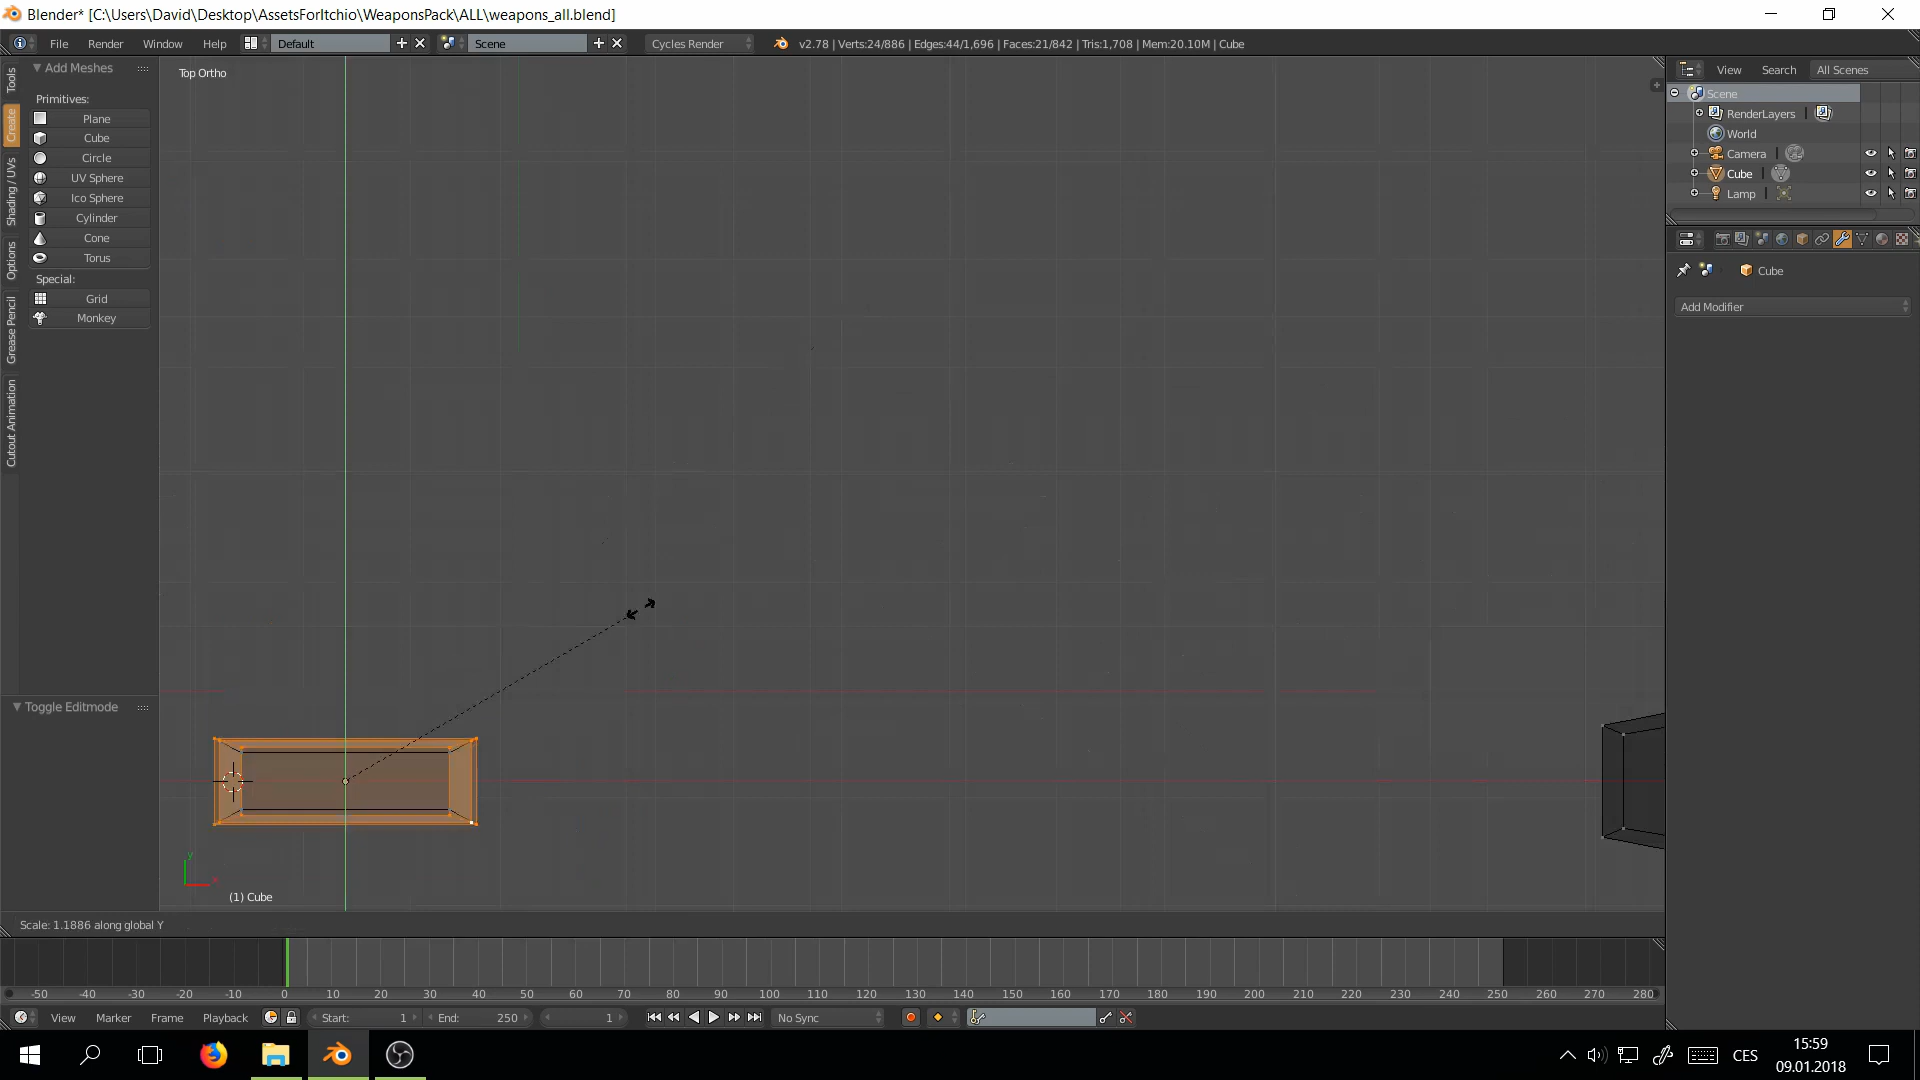 Blender* [C:\Users\David\Desktop\AssetsForItchio\WeaponsPack\ALL\weapons_all.blend]
File Render Window Help Default Scene Cycles Render v2.78 | Verts:24/886 | Edges:44/1,696 | Faces:21/842 | Tris:1,708 | Mem:20.10M | Cube
Tools
Create
Shading / UVs
Options
Grease Pencil
Cutout Animation
Add Meshes
Primitives:
Plane
Cube
Circle
UV Sphere
Ico Sphere
Cylinder
Cone
Torus
Special:
Grid
Monkey
Toggle Editmode
Top Ortho
y
x
(1) Cube
View Search All Scenes
Scene
RenderLayers
World
Camera
Cube
Lamp
Cube
Add Modifier
Scale: 1.1886 along global Y
-50 -40 -30 -20 -10 0 10 20 30 40 50 60 70 80 90 100 110 120 130 140 150 160 170 180 190 200 210 220 230 240 250 260 270 280
View Marker Frame Playback Start: 1 End: 250 1 No Sync
CES
15:59
09.01.2018